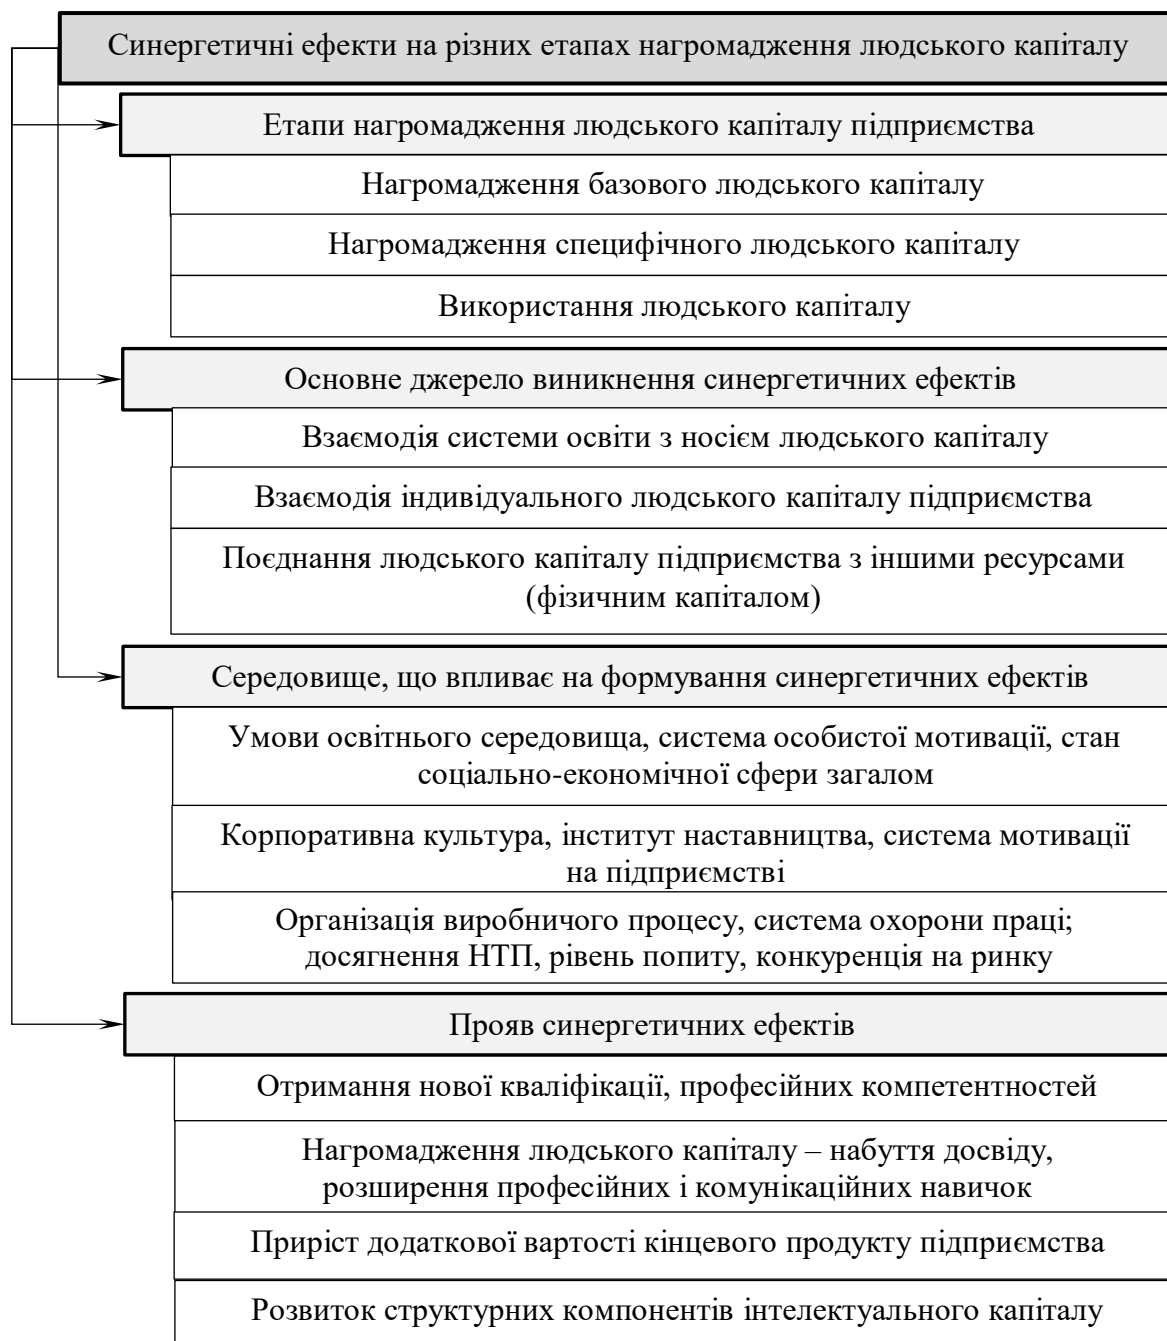 Синергетичні ефекти на різних етапах нагромадження людського капіталу
Етапи нагромадження людського капіталу підприємства
Нагромадження базового людського капіталу
Нагромадження специфічного людського капіталу
Використання людського капіталу
Основне джерело виникнення синергетичних ефектів
Взаємодія системи освіти з носієм людського капіталу
Взаємодія індивідуального людського капіталу підприємства
Поєднання людського капіталу підприємства з іншими ресурсами
(фізичним капіталом)
Середовище, що впливає на формування синергетичних ефектів
Умови освітнього середовища, система особистої мотивації, стан
соціально-економічної сфери загалом
Корпоративна культура, інститут наставництва, система мотивації
на підприємстві
Організація виробничого процесу, система охорони праці;
досягнення НТП, рівень попиту, конкуренція на ринку
Прояв синергетичних ефектів
Отримання нової кваліфікації, професійних компетентностей
Нагромадження людського капіталу – набуття досвіду,
розширення професійних і комунікаційних навичок
Приріст додаткової вартості кінцевого продукту підприємства
Розвиток структурних компонентів інтелектуального капіталу